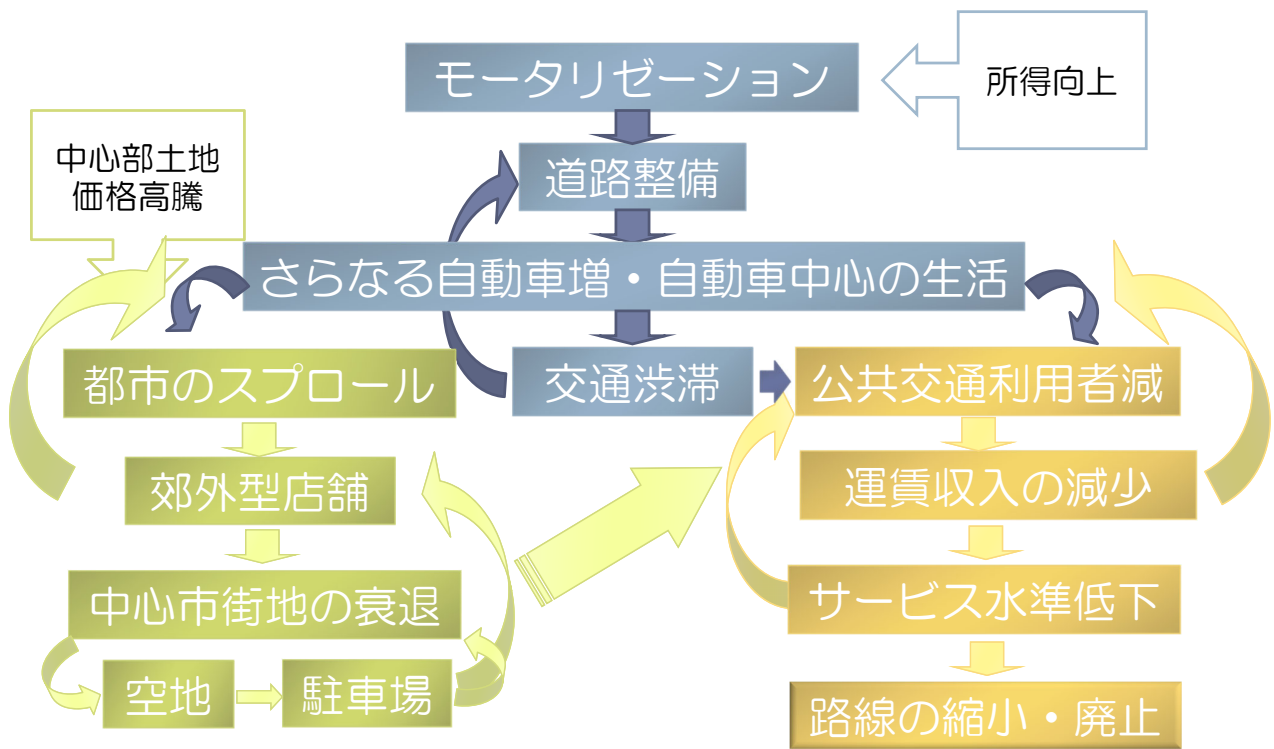 モータリゼーション
所得向上
中心部土地
価格高騰
道路整備
さらなる自動車増・自動車中心の生活
都市のスプロール
交通渋滞
公共交通利用者減
郊外型店舗
運賃収入の減少
中心市街地の衰退
サービス水準低下
空地
駐車場
路線の縮小・廃止